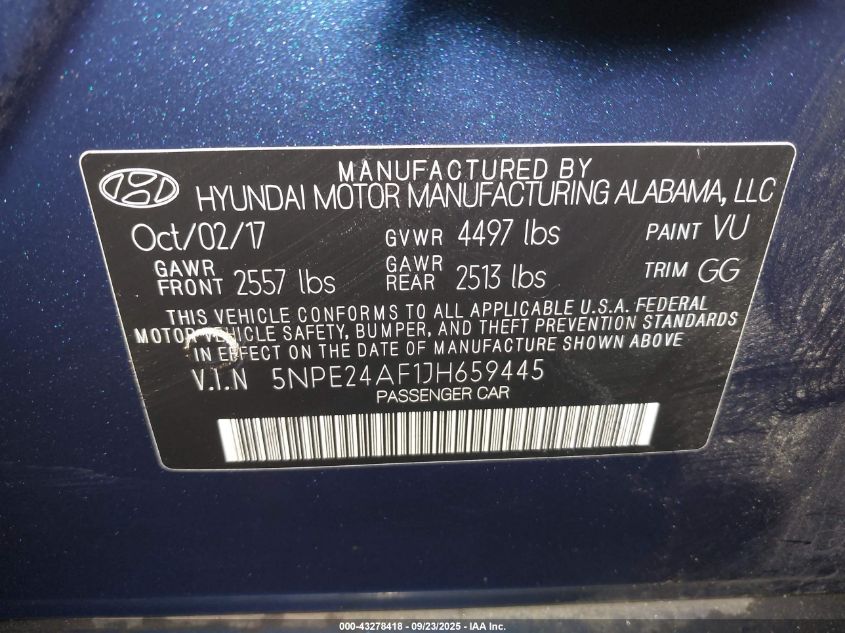 MANUFACTURED BY
HYUNDAI MOTOR MANUFACTURING ALABAMA, LLC
Oct/02/17 GVWR 4497 lbs PAINT VU
GAWR FRONT 2557 lbs GAWR REAR 2513 lbs TRIM GG
THIS VEHICLE CONFORMS TO ALL APPLICABLE U.S.A. FEDERAL
MOTOR VEHICLE SAFETY, BUMPER, AND THEFT PREVENTION STANDARDS
IN EFFECT ON THE DATE OF MANUFACTURE SHOWN ABOVE
V.I.N 5NPE24AF1JH659445
PASSENGER CAR
000-43278418 - 09/23/2025 - IAA Inc.